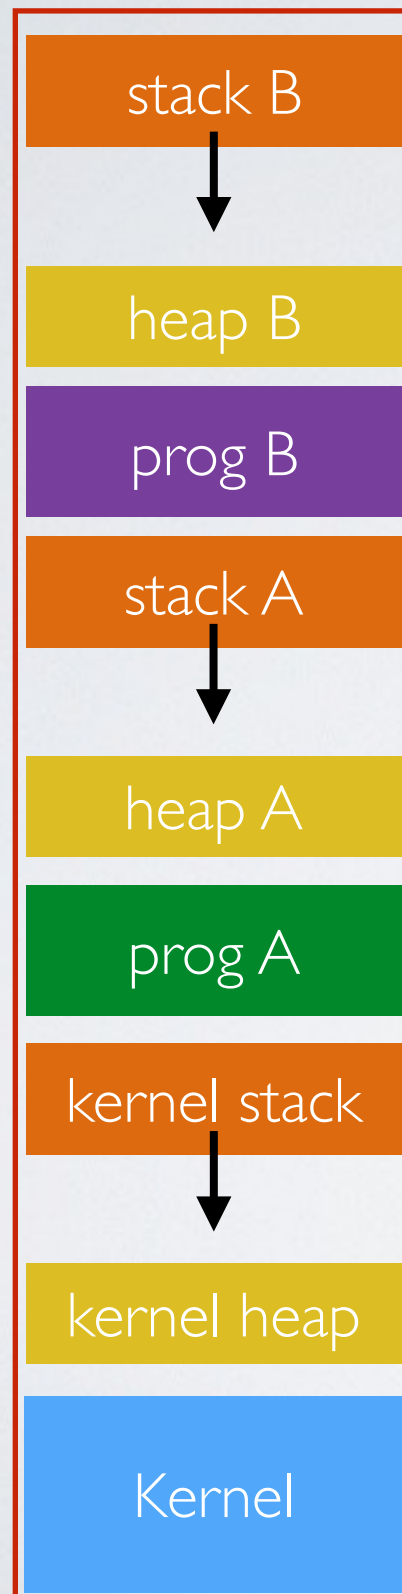 stack B
heap B
prog B
stack A
heap A
prog A
kernel stack
kernel heap
Kernel